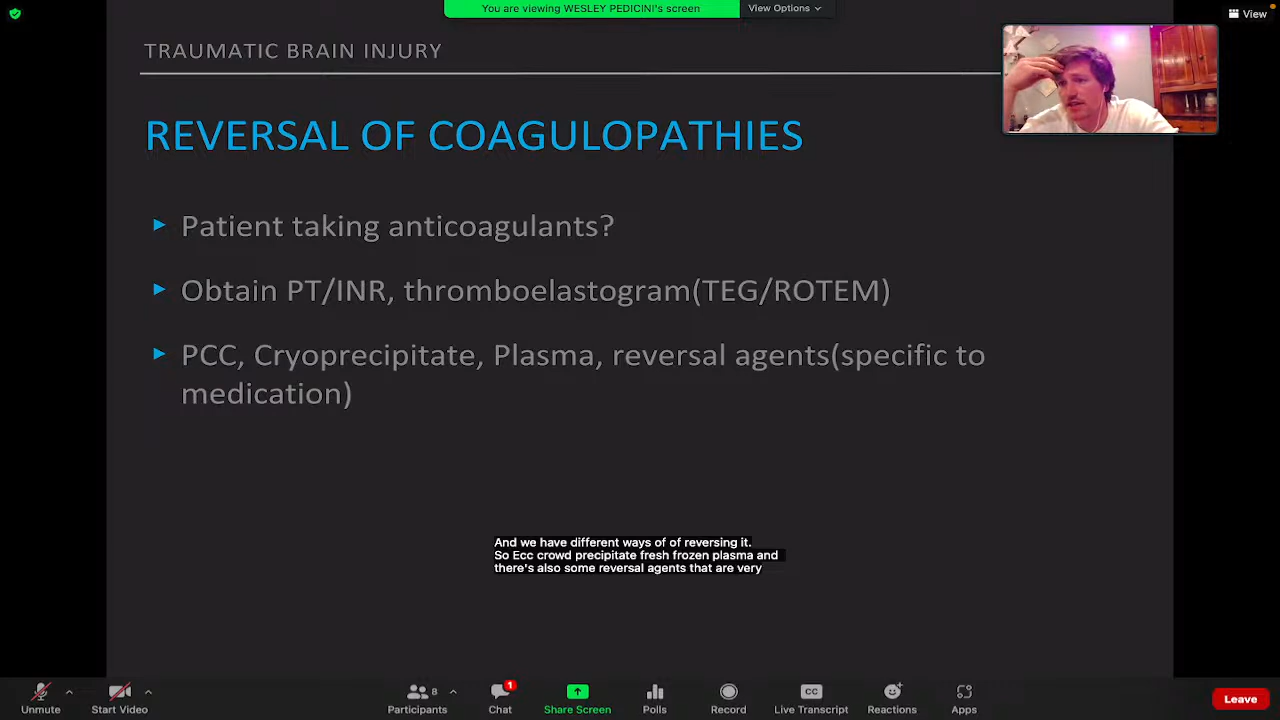 You are viewing WESLEY PEDICINI's screen
View Options
View
TRAUMATIC BRAIN INJURY
REVERSAL OF COAGULOPATHIES
Patient taking anticoagulants?
Obtain PT/INR, thromboelastogram(TEG/ROTEM)
PCC, Cryoprecipitate, Plasma, reversal agents(specific to
medication)
And we have different ways of of reversing it.
So Ecc crowd precipitate fresh frozen plasma and
there's also some reversal agents that are very
Unmute
Start Video
8
Participants
1
Chat
Share Screen
Polls
Record
CC
Live Transcript
Reactions
Apps
Leave